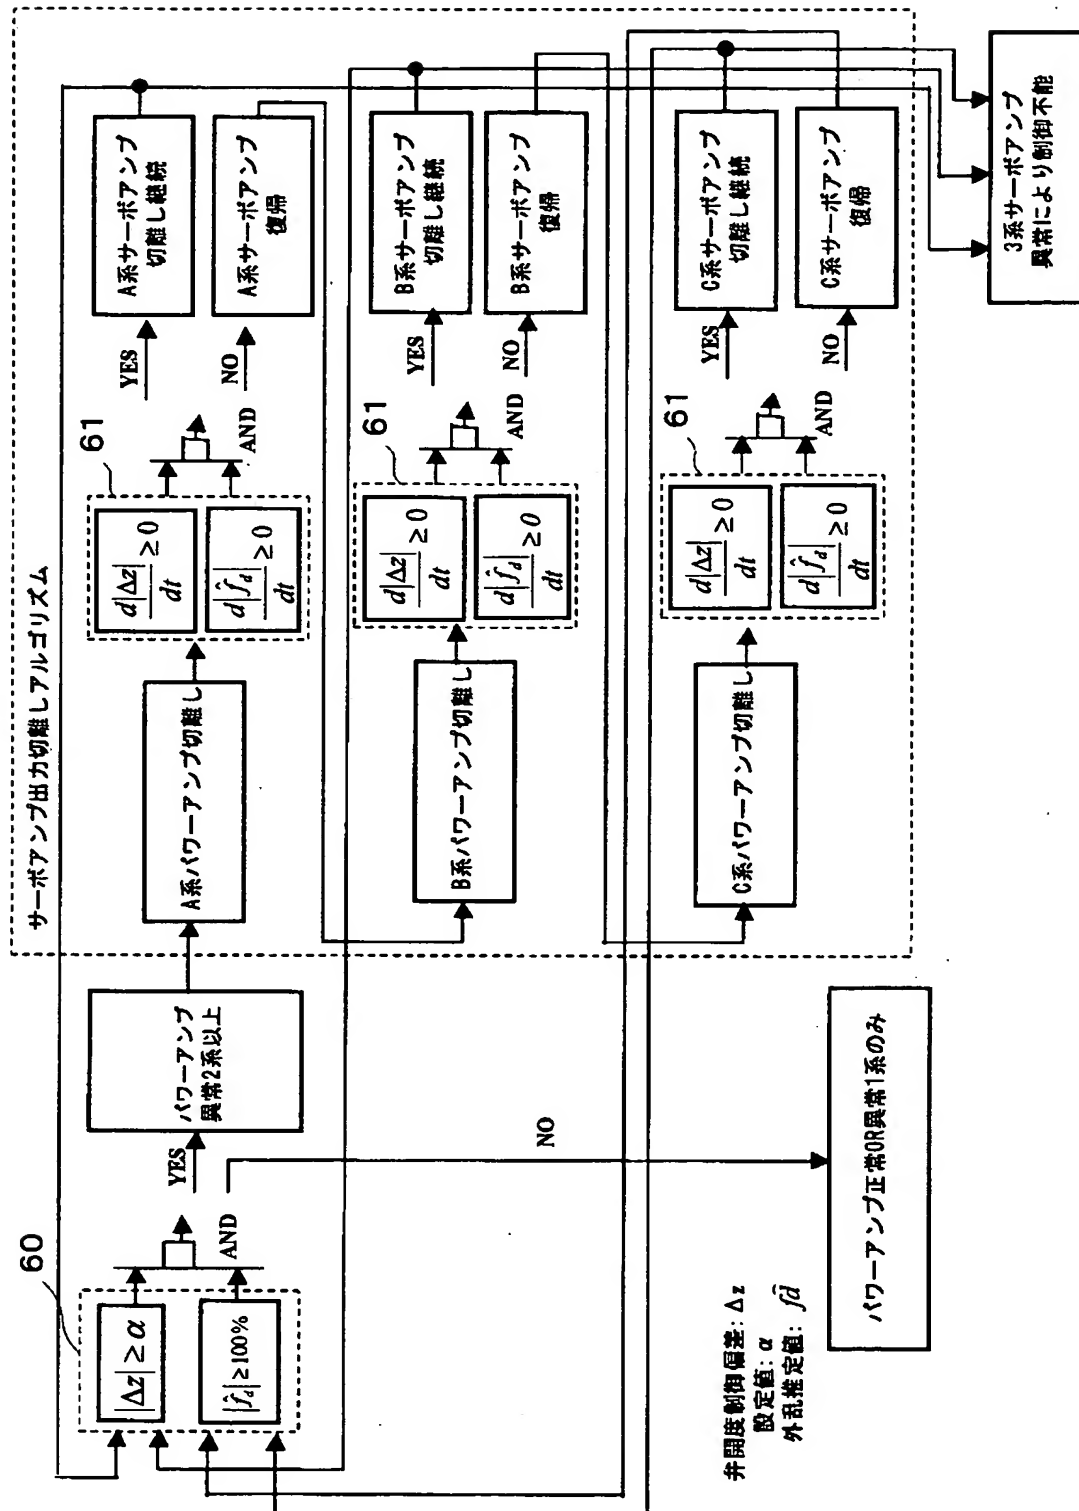 サーボアンプ出力切離しアルゴリズム
60
|Δz| ≥ α
|f̂_d| ≥ 100%
AND
YES
NO
パワーアンプ
異常2系以上
A系パワーアンプ切離し
61
d|Δz|/dt ≥ 0
d|f̂_d|/dt ≥ 0
AND
YES
NO
A系サーボアンプ
切離し継続
A系サーボアンプ
復帰
B系パワーアンプ切離し
61
d|Δz|/dt ≥ 0
d|f̂_d|/dt ≥ 0
AND
YES
NO
B系サーボアンプ
切離し継続
B系サーボアンプ
復帰
C系パワーアンプ切離し
61
d|Δz|/dt ≥ 0
d|f̂_d|/dt ≥ 0
AND
YES
NO
C系サーボアンプ
切離し継続
C系サーボアンプ
復帰
3系サーボアンプ
異常により制御不能
パワーアンプ正常OR異常1系のみ
弁開度制御偏差: Δz
設定値: α
外乱推定値: f̂d